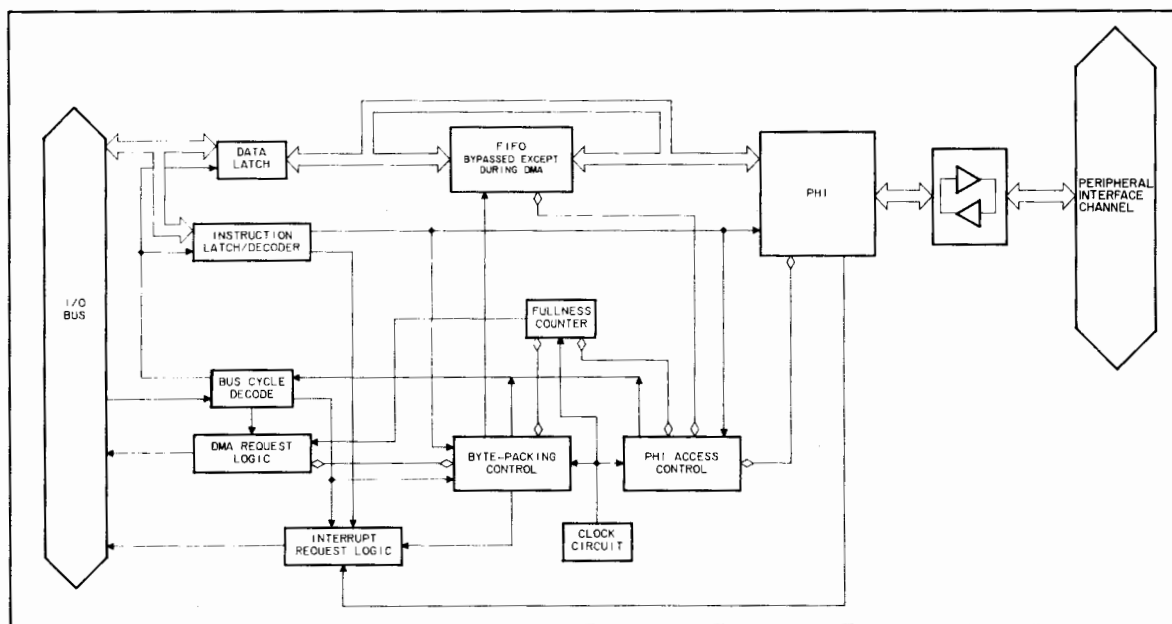 I/O
BUS
DATA
LATCH
FIFO
BYPASSED EXCEPT
DURING DMA
PHI
PERIPHERAL
INTERFACE
CHANNEL
INSTRUCTION
LATCH/DECODER
FULLNESS
COUNTER
BUS CYCLE
DECODE
DMA REQUEST
LOGIC
BYTE-PACKING
CONTROL
PHI ACCESS
CONTROL
INTERRUPT
REQUEST LOGIC
CLOCK
CIRCUIT